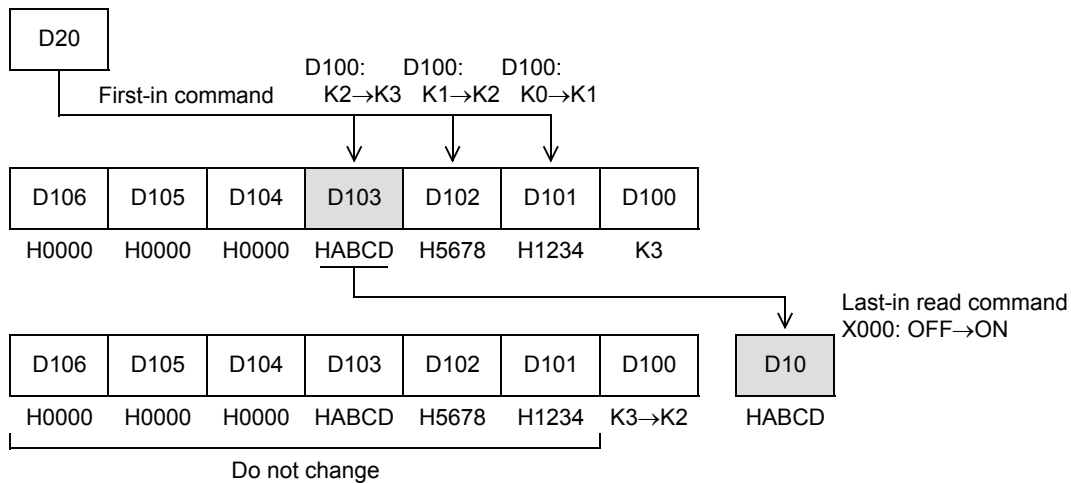 D20
D100: D100: D100:
First-in command K2→K3 K1→K2 K0→K1
D106 D105 D104 D103 D102 D101 D100
H0000 H0000 H0000 HABCD H5678 H1234 K3
Last-in read command
X000: OFF→ON
D106 D105 D104 D103 D102 D101 D100 D10
H0000 H0000 H0000 HABCD H5678 H1234 K3→K2 HABCD
Do not change